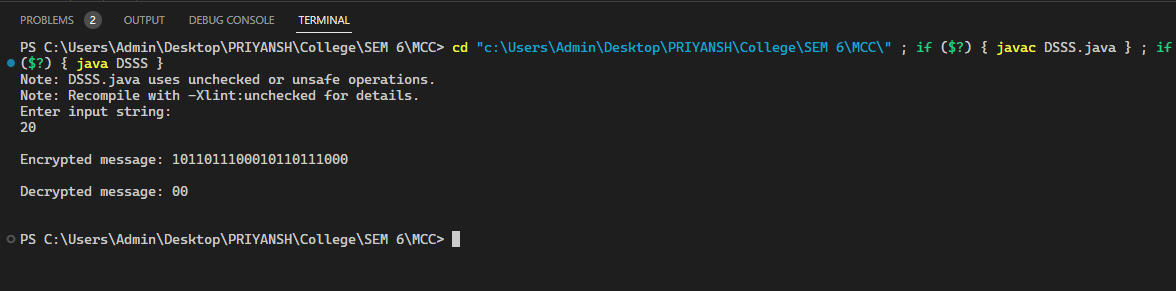 PROBLEMS 2 OUTPUT DEBUG CONSOLE TERMINAL
PS C:\Users\Admin\Desktop\PRIYANSH\College\SEM 6\MCC> cd "c:\Users\Admin\Desktop\PRIYANSH\College\SEM 6\MCC\" ; if ($?) { javac DSSS.java } ; if
($?) { java DSSS }
Note: DSSS.java uses unchecked or unsafe operations.
Note: Recompile with -Xlint:unchecked for details.
Enter input string:
20
Encrypted message: 1011011100010110111000
Decrypted message: 00
PS C:\Users\Admin\Desktop\PRIYANSH\College\SEM 6\MCC>